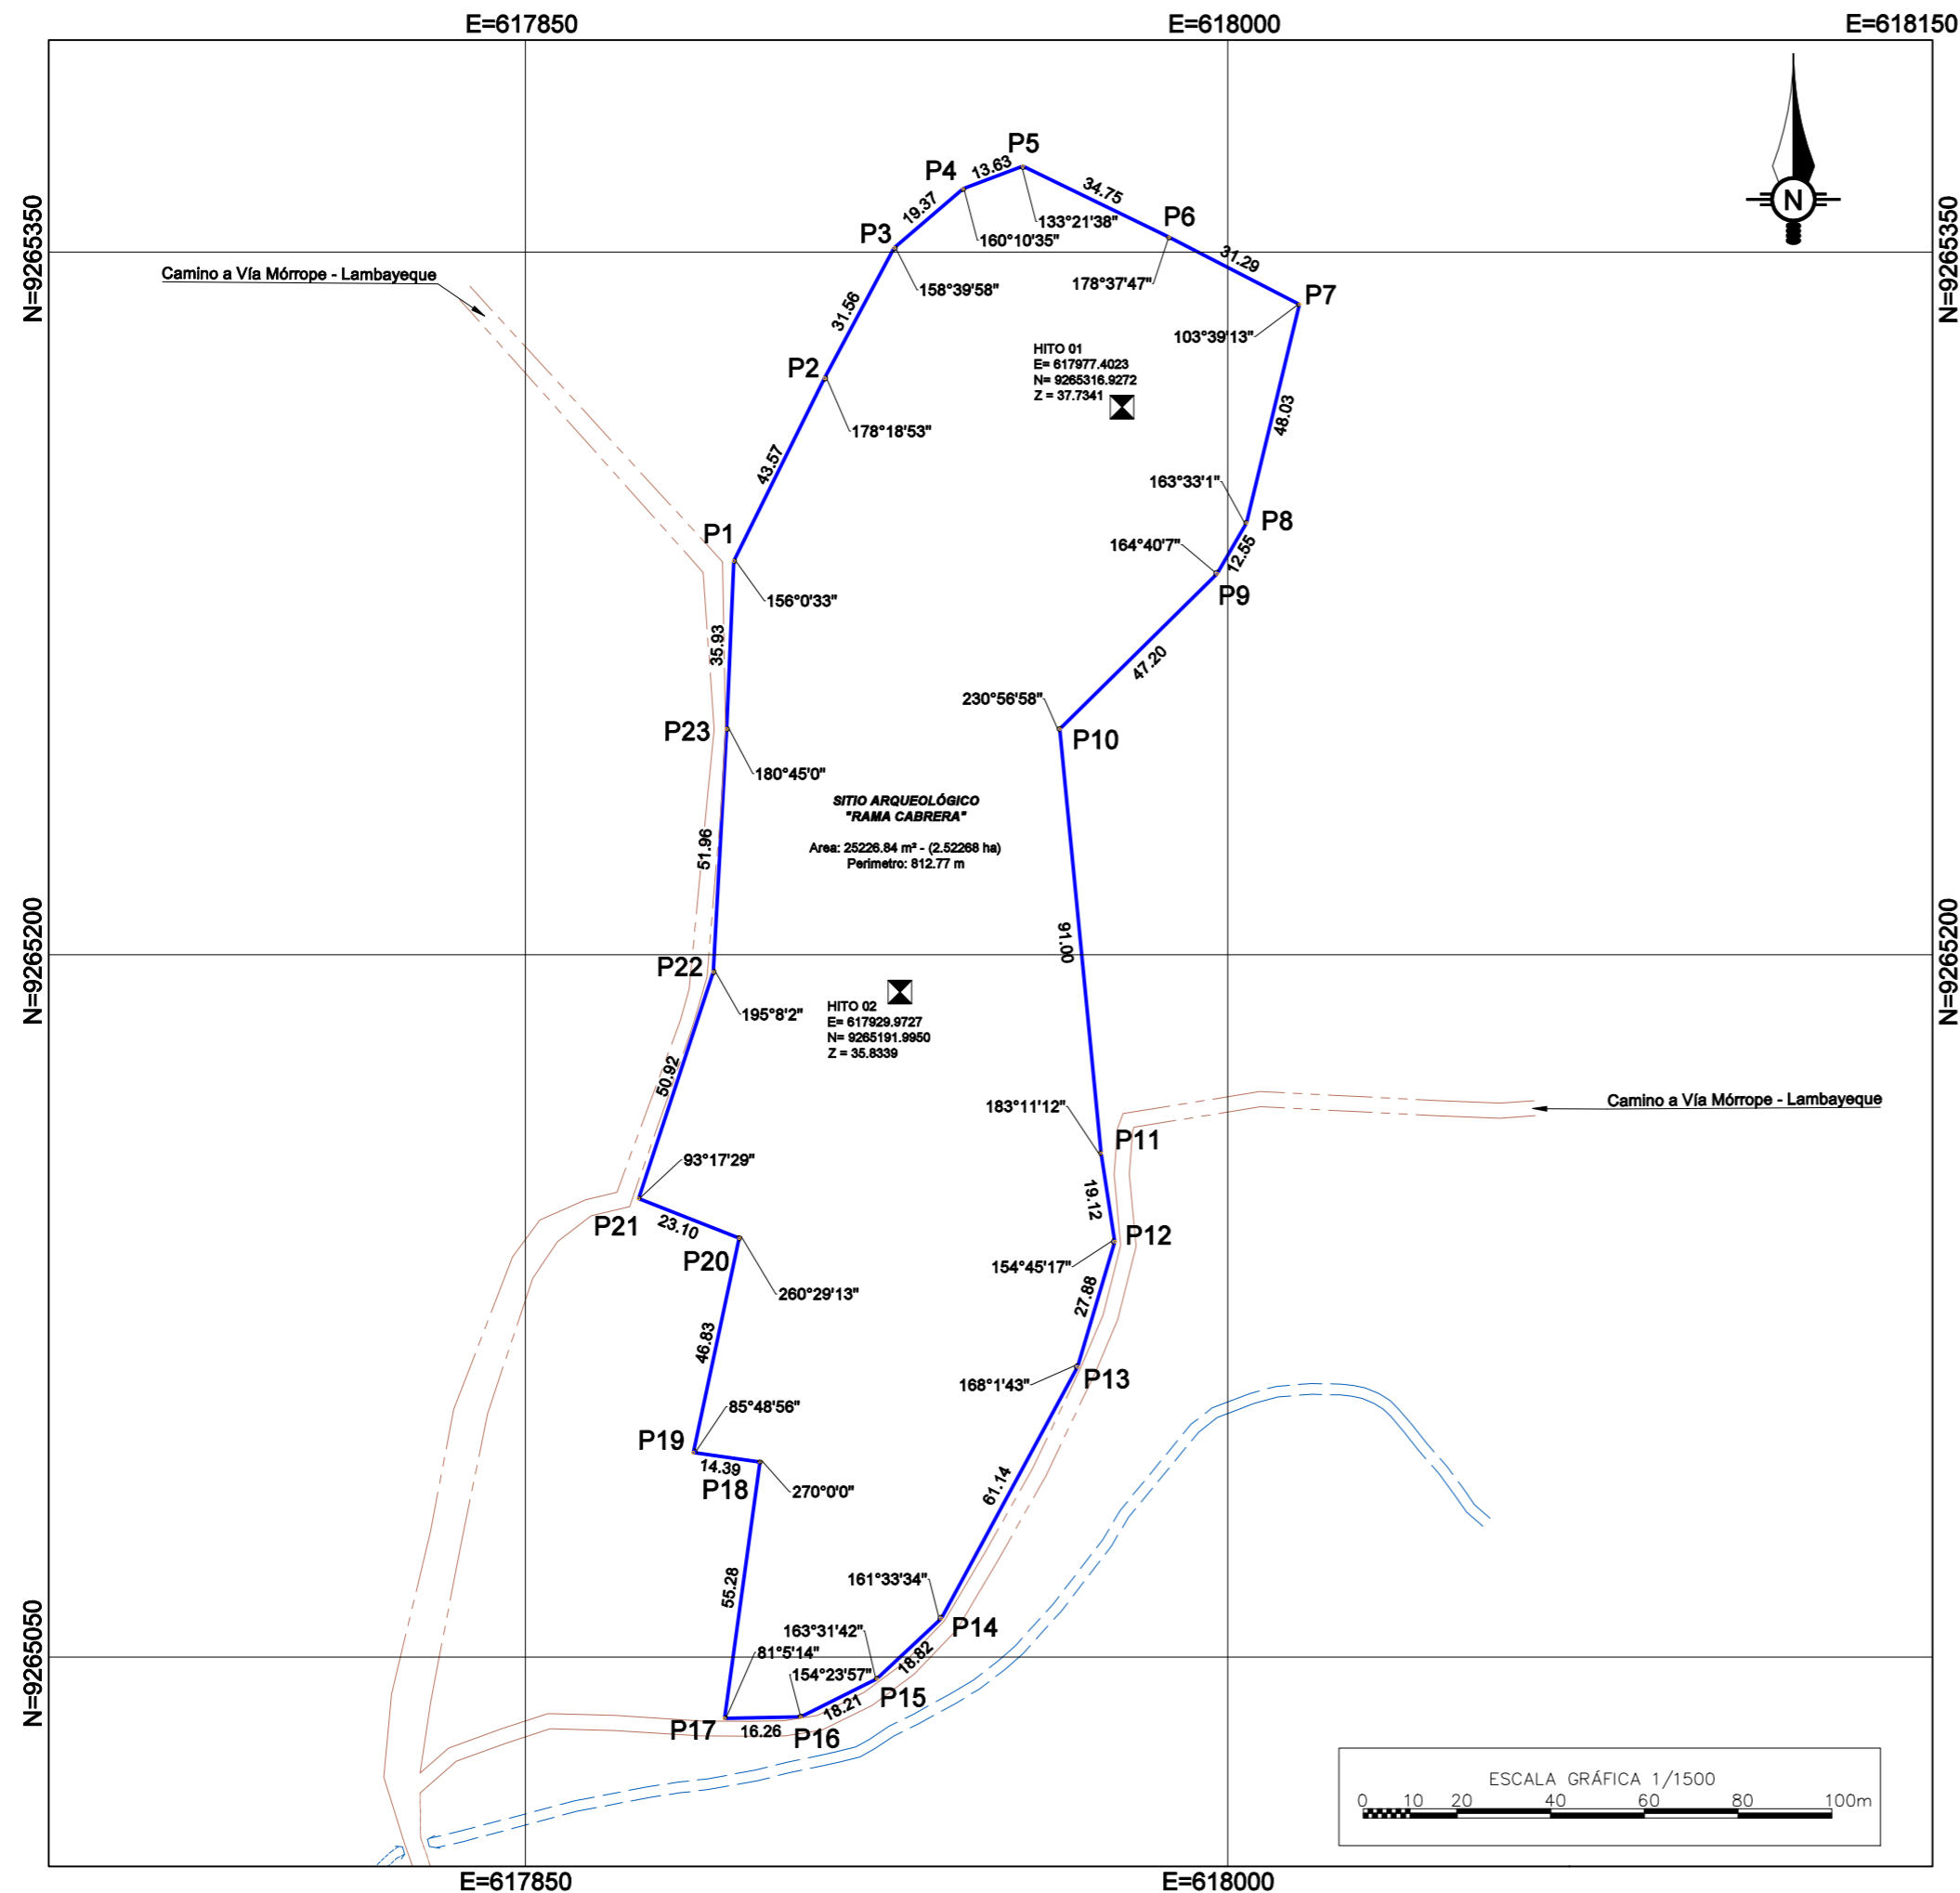 E=617850
E=618000
E=618150
N=9265350
N=9265350
N
Camino a Vía Mórrope - Lambayeque
P5
13.63
P4
34.75
19.37
133°21'38"
P6
P3
160°10'35"
31.29
158°39'58"
178°37'47"
P7
31.56
103°39'13"
HITO 01
E= 617977.4023
N= 9265316.9272
Z = 37.7341
P2
48.03
178°18'53"
43.57
163°33'1"
P8
P1
164°40'7"
12.55
156°0'33"
P9
35.93
47.20
230°56'58"
P23
P10
180°45'0"
SITIO ARQUEOLÓGICO
"RAMA CABRERA"
Area: 25226.84 m² - (2.52268 ha)
Perimetro: 812.77 m
51.96
91.00
N=9265200
N=9265200
P22
195°8'2"
HITO 02
E= 617929.9727
N= 9265191.9950
Z = 35.8339
50.92
183°11'12"
Camino a Vía Mórrope - Lambayeque
P11
93°17'29"
19.12
P21
23.10
P12
P20
154°45'17"
260°29'13"
27.88
46.83
168°1'43"
P13
85°48'56"
P19
14.39
P18
270°0'0"
61.14
55.28
161°33'34"
P14
163°31'42"
18.82
81°5'14"
154°23'57"
P15
N=9265050
18.21
P17
16.26
P16
ESCALA GRÁFICA 1/1500
0 10 20 40 60 80 100m
E=617850
E=618000